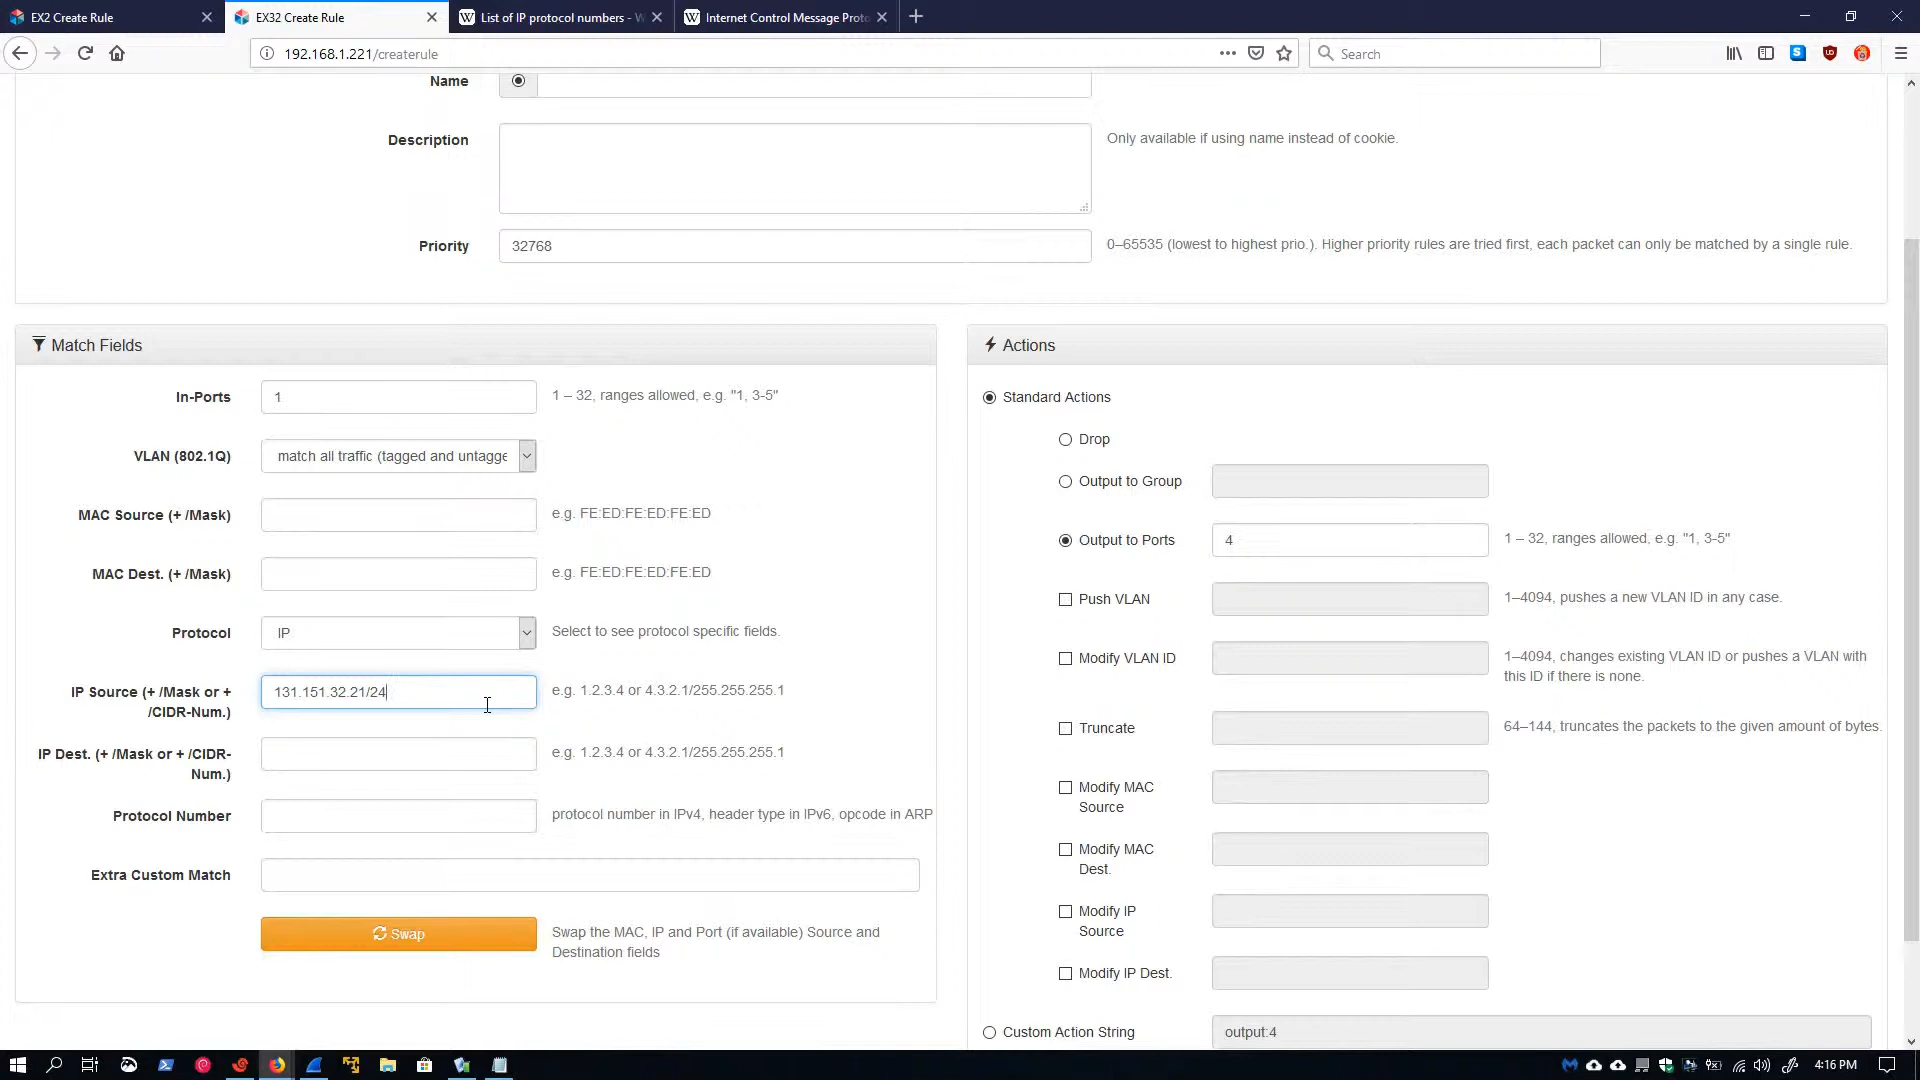 EX2 Create Rule
EX32 Create Rule
List of IP protocol numbers - W
Internet Control Message Proto
192.168.1.221/createrule
Search
Name
Description
Only available if using name instead of cookie.
Priority
32768
0–65535 (lowest to highest prio.). Higher priority rules are tried first, each packet can only be matched by a single rule.
Match Fields
In-Ports
1
1 – 32, ranges allowed, e.g. "1, 3-5"
VLAN (802.1Q)
match all traffic (tagged and untagge
MAC Source (+ /Mask)
e.g. FE:ED:FE:ED:FE:ED
MAC Dest. (+ /Mask)
e.g. FE:ED:FE:ED:FE:ED
Protocol
IP
Select to see protocol specific fields.
IP Source (+ /Mask or +
/CIDR-Num.)
131.151.32.21/24
e.g. 1.2.3.4 or 4.3.2.1/255.255.255.1
IP Dest. (+ /Mask or + /CIDR-
Num.)
e.g. 1.2.3.4 or 4.3.2.1/255.255.255.1
Protocol Number
protocol number in IPv4, header type in IPv6, opcode in ARP
Extra Custom Match
Swap
Swap the MAC, IP and Port (if available) Source and
Destination fields
Actions
Standard Actions
Drop
Output to Group
Output to Ports
4
1 – 32, ranges allowed, e.g. "1, 3-5"
Push VLAN
1–4094, pushes a new VLAN ID in any case.
Modify VLAN ID
1–4094, changes existing VLAN ID or pushes a VLAN with
this ID if there is none.
Truncate
64–144, truncates the packets to the given amount of bytes.
Modify MAC
Source
Modify MAC
Dest.
Modify IP
Source
Modify IP Dest.
Custom Action String
output:4
4:16 PM